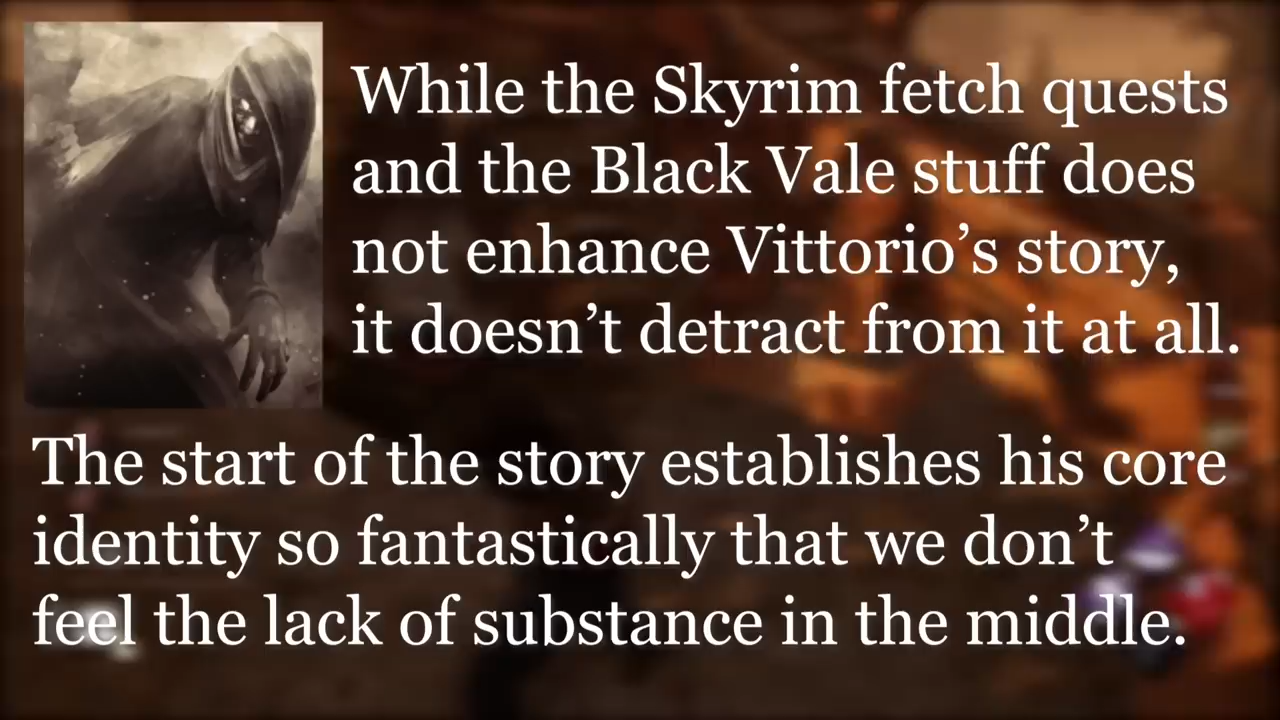 While the Skyrim fetch quests
and the Black Vale stuff does
not enhance Vittorio’s story,
it doesn’t detract from it at all.
The start of the story establishes his core
identity so fantastically that we don’t
feel the lack of substance in the middle.